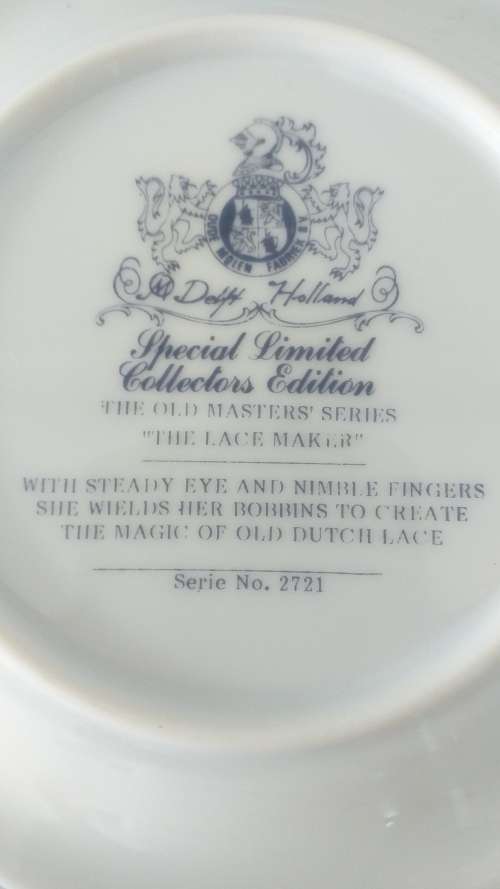 OUDE MOLEN FABRIEK B.V.
Delft Holland
Special Limited
Collectors Edition
THE OLD MASTERS' SERIES
"THE LACE MAKER"
WITH STEADY EYE AND NIMBLE FINGERS
SHE WIELDS HER BOBBINS TO CREATE
THE MAGIC OF OLD DUTCH LACE
Serie No. 2721